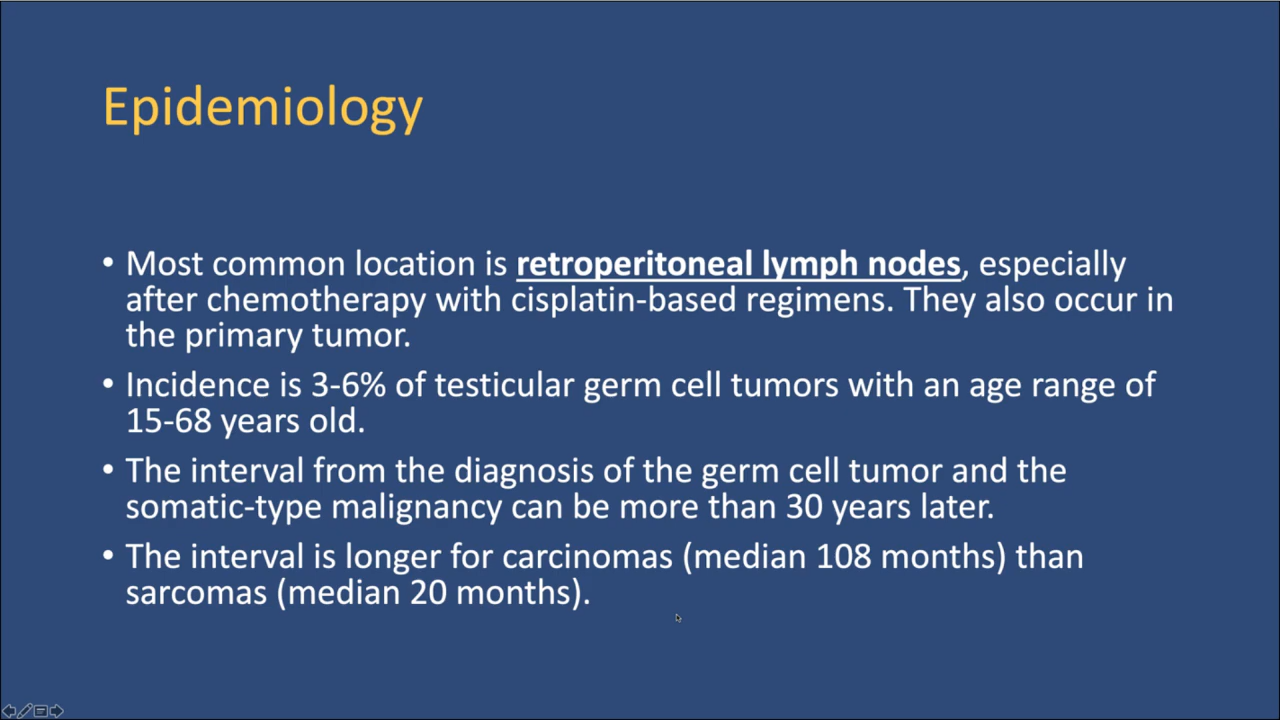 Epidemiology
• Most common location is retroperitoneal lymph nodes, especially
after chemotherapy with cisplatin-based regimens. They also occur in
the primary tumor.
• Incidence is 3-6% of testicular germ cell tumors with an age range of
15-68 years old.
• The interval from the diagnosis of the germ cell tumor and the
somatic-type malignancy can be more than 30 years later.
• The interval is longer for carcinomas (median 108 months) than
sarcomas (median 20 months).